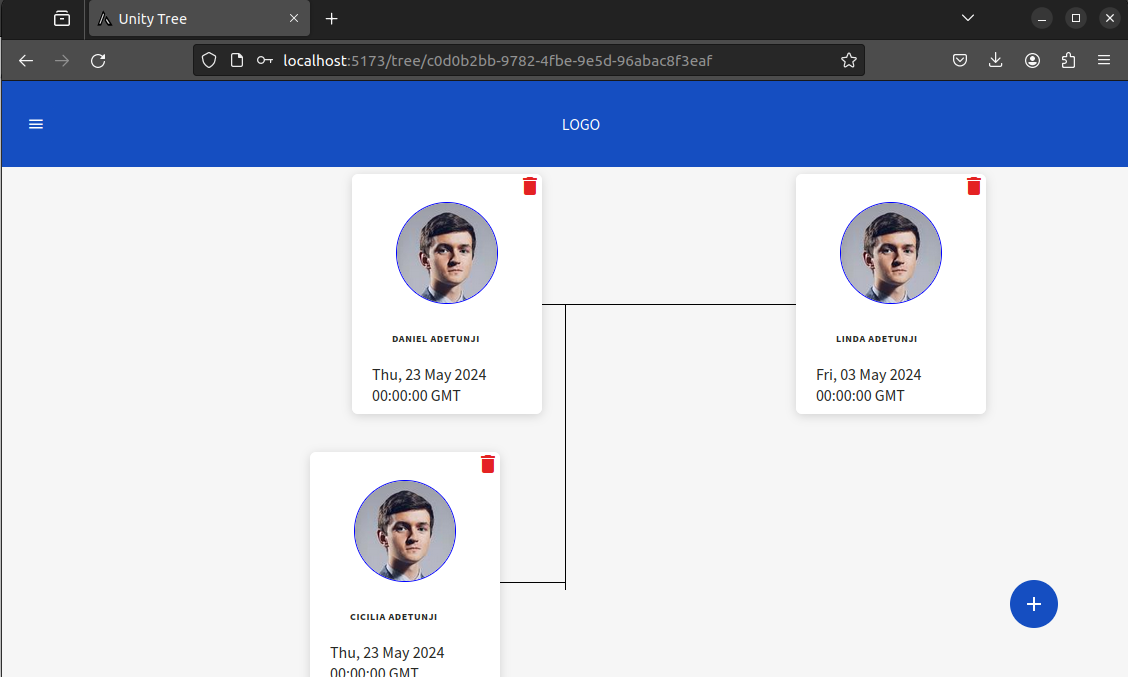 Unity Tree
localhost:5173/tree/c0d0b2bb-9782-4fbe-9e5d-96abac8f3eaf
LOGO
DANIEL ADETUNJI
Thu, 23 May 2024
00:00:00 GMT
LINDA ADETUNJI
Fri, 03 May 2024
00:00:00 GMT
CICILIA ADETUNJI
Thu, 23 May 2024
00:00:00 GMT